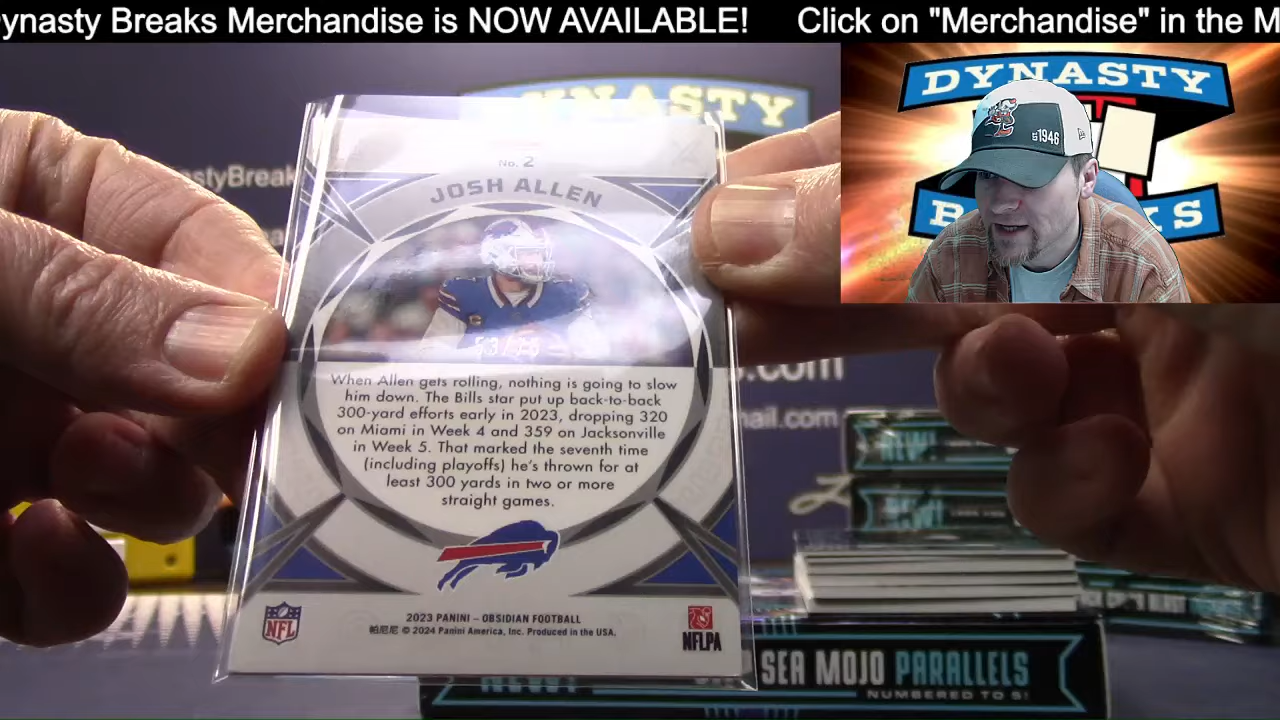 ynasty Breaks Merchandise is NOW AVAILABLE! Click on "Merchandise" in the M
DYNASTY
DYNASTY
1946
No. 2
JOSH ALLEN
When Allen gets rolling, nothing is going to slow
him down. The Bills star put up back-to-back
300-yard efforts early in 2023, dropping 320
on Miami in Week 4 and 359 on Jacksonville
in Week 5. That marked the seventh time
(including playoffs) he's thrown for at
least 300 yards in two or more
straight games.
NFL
2023 PANINI – OBSIDIAN FOOTBALL
帕尼尼 © 2024 Panini America, Inc. Produced in the USA.
NFLPA
.com
mail.com
SEA MOJO PARALLELS
NUMBERED TO 5!